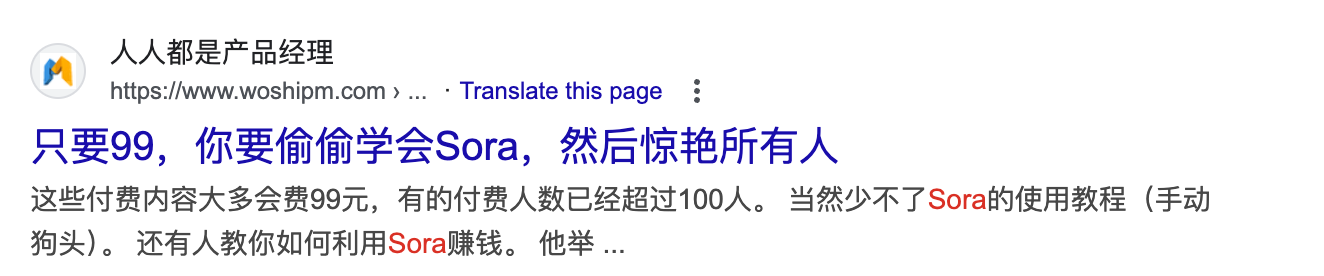 人人都是产品经理
https://www.woshipm.com › ... · Translate this page
只要99，你要偷偷学会Sora，然后惊艳所有人
这些付费内容大多会费99元，有的付费人数已经超过100人。 当然少不了Sora的使用教程（手动
狗头）。 还有人教你如何利用Sora赚钱。 他举 ...